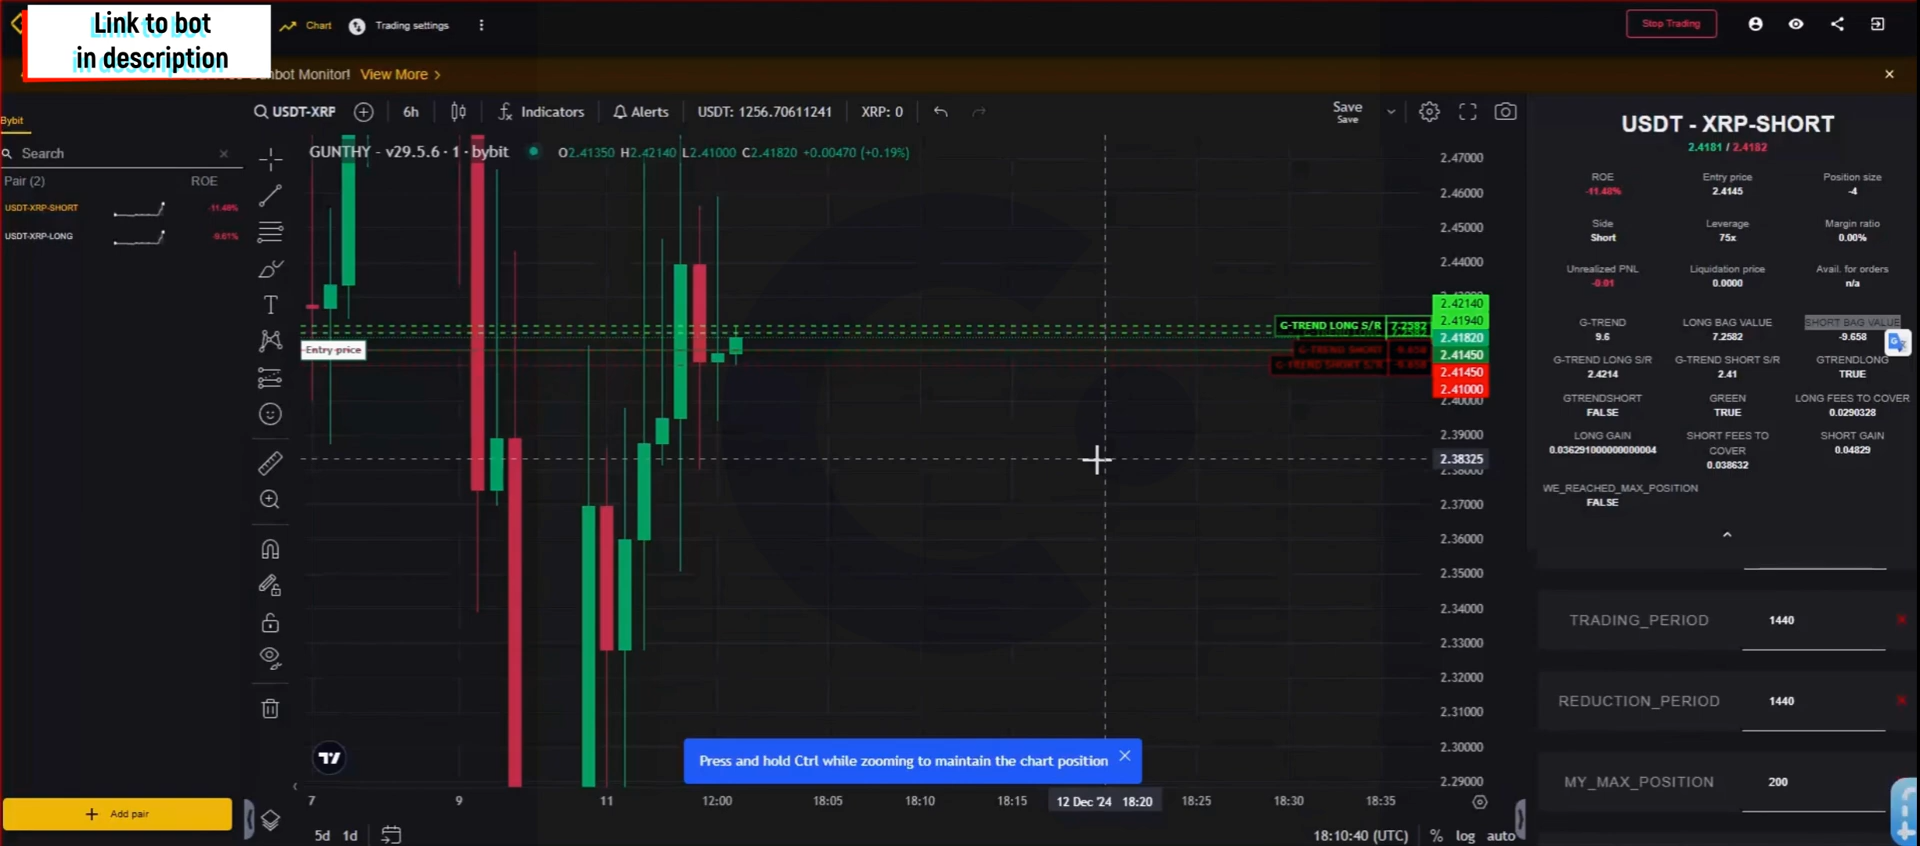 Link to bot
in description
Chart
Trading settings
Stop Trading
Monitor!
View More >
Bybit
USDT-XRP
6h
Indicators
Alerts
USDT: 1256.70611241
XRP: 0
Save
Save
Search
Pair (2)
ROE
USDT-XRP-SHORT
-11.48%
USDT-XRP-LONG
-9.61%
GUNTHY - v29.5.6 · 1 · bybit
O2.41350 H2.42140 L2.41000 C2.41820 +0.00470 (+0.19%)
Entry price
G-TREND LONG S/R
7.2582
G-TREND SHORT
-9.658
G-TREND SHORT S/R
-9.658
2.47000
2.46000
2.45000
2.44000
2.42140
2.41940
2.41820
2.41450
2.41450
2.41000
2.40000
2.39000
2.38325
2.38000
2.37000
2.36000
2.35000
2.34000
2.33000
2.32000
2.31000
2.30000
2.29000
Press and hold Ctrl while zooming to maintain the chart position
7
9
11
12:00
18:05
18:10
18:15
12 Dec '24 18:20
18:25
18:30
18:35
+ Add pair
5d
1d
18:10:40 (UTC)
%
log
auto
USDT - XRP-SHORT
2.4181 / 2.4182
ROE
-11.48%
Entry price
2.4145
Position size
-4
Side
Short
Leverage
75x
Margin ratio
0.00%
Unrealized PNL
-0.01
Liquidation price
0.0000
Avail. for orders
n/a
G-TREND
9.6
LONG BAG VALUE
7.2582
SHORT BAG VALUE
-9.658
G-TREND LONG S/R
2.4214
G-TREND SHORT S/R
2.41
GTRENDLONG
TRUE
GTRENDSHORT
FALSE
GREEN
TRUE
LONG FEES TO COVER
0.0290328
LONG GAIN
0.036291000000000004
SHORT FEES TO
COVER
0.038632
SHORT GAIN
0.04829
WE_REACHED_MAX_POSITION
FALSE
TRADING_PERIOD
1440
REDUCTION_PERIOD
1440
MY_MAX_POSITION
200